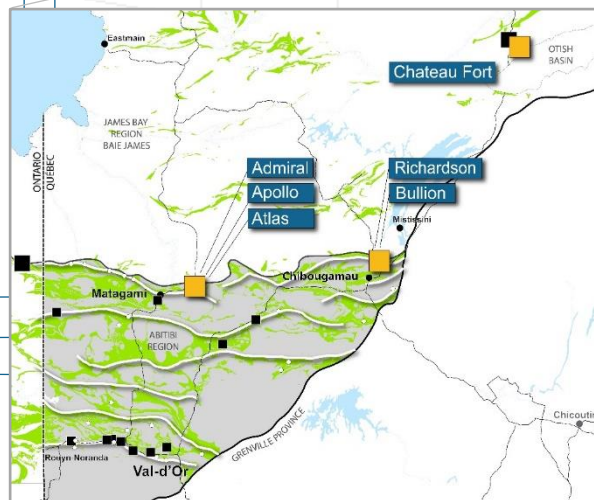 Eastmain
OTISH
BASIN
Chateau Fort
JAMES BAY
REGION
BAIE JAMES
ONTARIO
QUÉBEC
Admiral
Apollo
Atlas
Richardson
Bullion
Mistissini
Chibougamau
Matagami
ABITIBI
REGION
Chicouti
GRENVILLE PROVINCE
Rouyn-Noranda
Val-d'Or